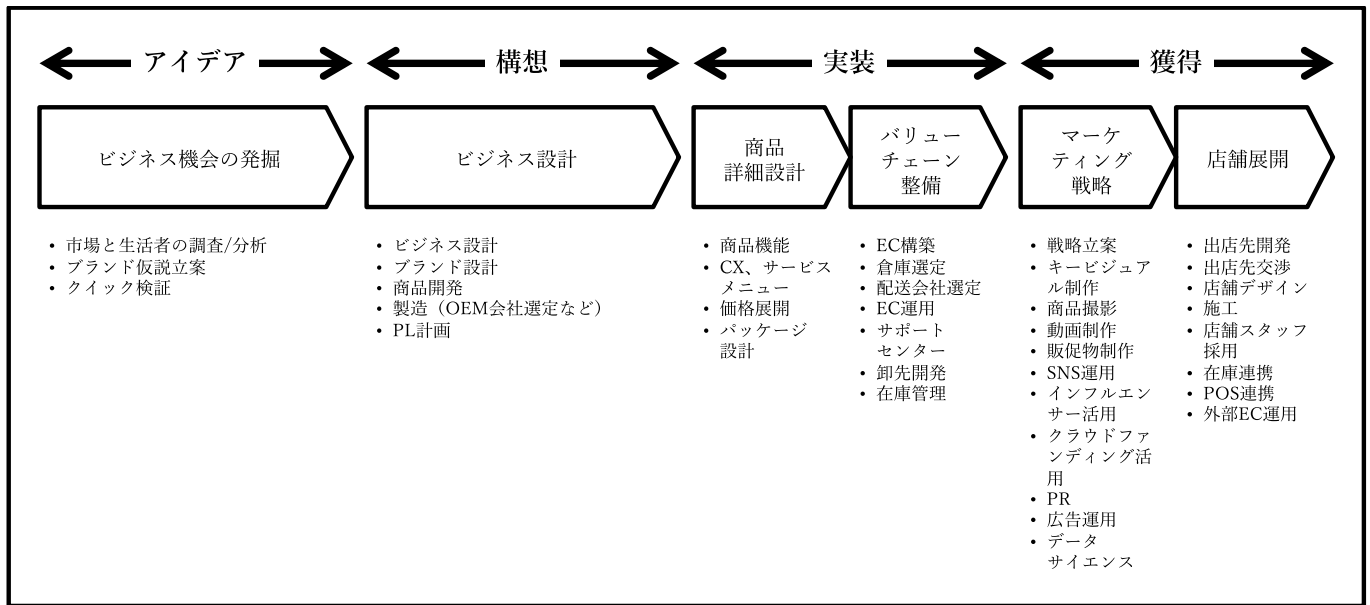 アイデア
構想
実装
獲得
ビジネス機会の発掘
ビジネス設計
商品
詳細設計
バリュー
チェーン
整備
マーケ
ティング
戦略
店舗展開
• 市場と生活者の調査/分析
• ブランド仮説立案
• クイック検証
• ビジネス設計
• ブランド設計
• 商品開発
• 製造（OEM会社選定など）
• PL計画
• 商品機能
• CX、サービス
メニュー
• 価格展開
• パッケージ
設計
• EC構築
• 倉庫選定
• 配送会社選定
• EC運用
• サポート
センター
• 卸先開発
• 在庫管理
• 戦略立案
• キービジュア
ル制作
• 商品撮影
• 動画制作
• 販促物制作
• SNS運用
• インフルエン
サー活用
• クラウドファ
ンディング活
用
• PR
• 広告運用
• データ
サイエンス
• 出店先開発
• 出店先交渉
• 店舗デザイン
• 施工
• 店舗スタッフ
採用
• 在庫連携
• POS連携
• 外部EC運用